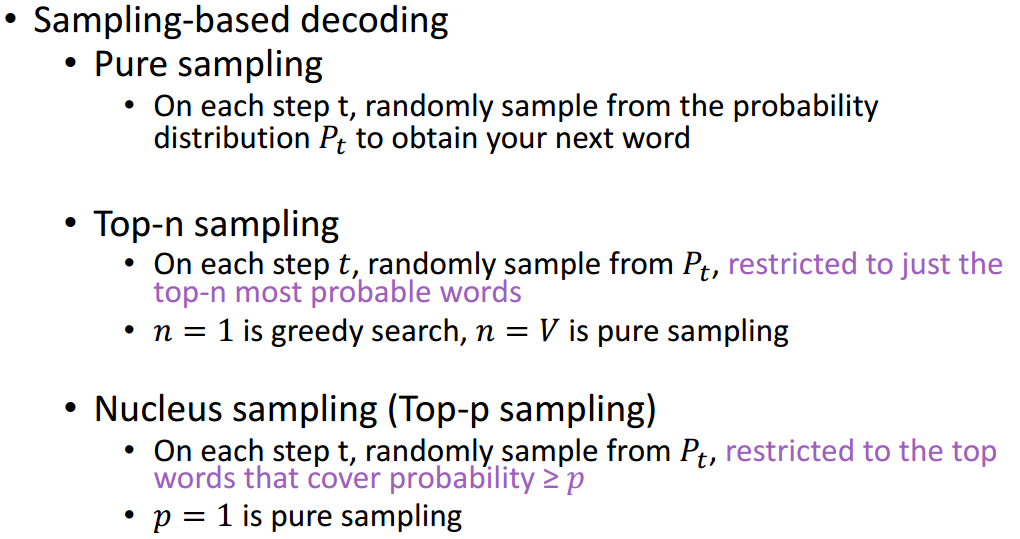 • Sampling-based decoding
• Pure sampling
• On each step t, randomly sample from the probability
distribution Pₜ to obtain your next word
• Top-n sampling
• On each step t, randomly sample from Pₜ, restricted to just the
top-n most probable words
• n = 1 is greedy search, n = V is pure sampling
• Nucleus sampling (Top-p sampling)
• On each step t, randomly sample from Pₜ, restricted to the top
words that cover probability ≥ p
• p = 1 is pure sampling